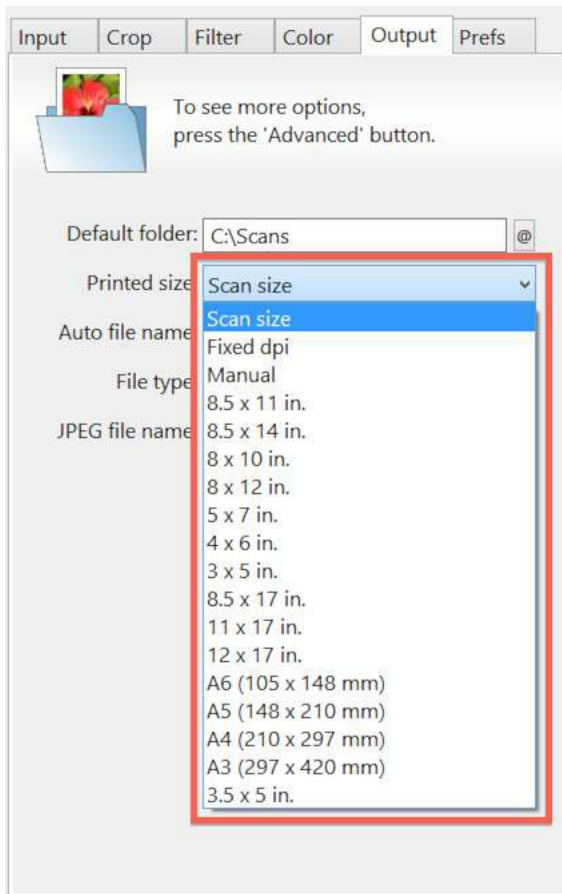 Input Crop Filter Color Output Prefs
To see more options,
press the 'Advanced' button.
Default folder: C:\Scans @
Printed size Scan size
Scan size
Auto file name
Fixed dpi
File type
Manual
8.5 x 11 in.
JPEG file name
8.5 x 14 in.
8 x 10 in.
8 x 12 in.
5 x 7 in.
4 x 6 in.
3 x 5 in.
8.5 x 17 in.
11 x 17 in.
12 x 17 in.
A6 (105 x 148 mm)
A5 (148 x 210 mm)
A4 (210 x 297 mm)
A3 (297 x 420 mm)
3.5 x 5 in.